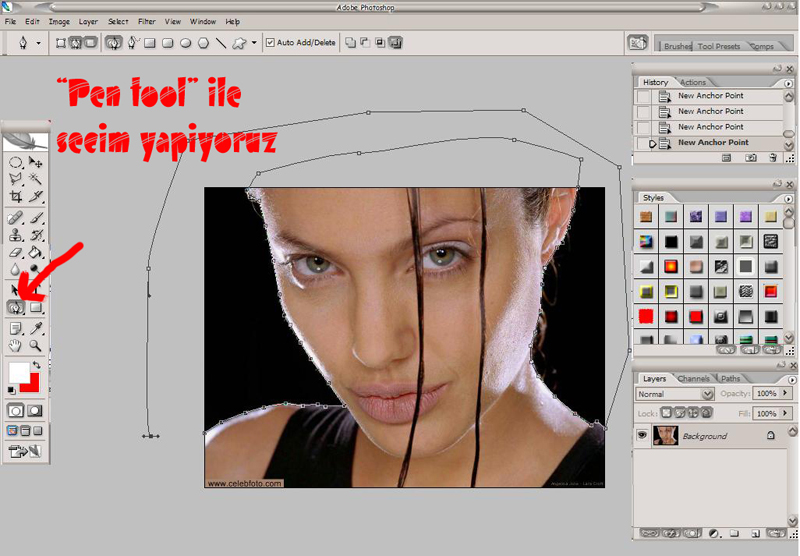 Adobe Photoshop
File Edit Image Layer Select Filter View Window Help
Auto Add/Delete
Brushes Tool Presets Comps
"Pen tool" ile
secim yapiyoruz
History Actions
New Anchor Point
New Anchor Point
New Anchor Point
New Anchor Point
Styles
Layers Channels Paths
Normal Opacity: 100%
Lock: Fill: 100%
Background
www.celebfoto.com